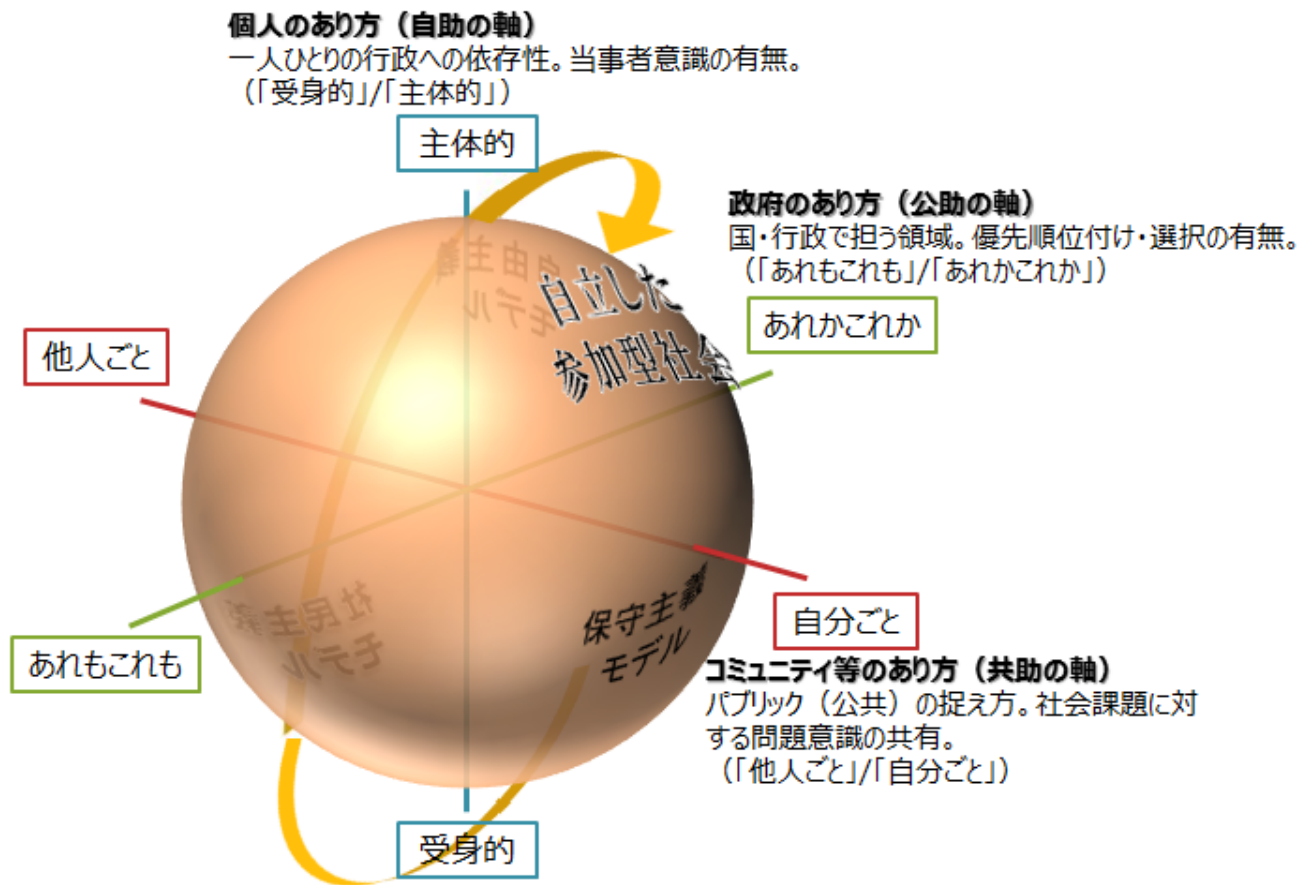 個人のあり方（自助の軸）
一人ひとりの行政への依存性。当事者意識の有無。
（「受身的」/「主体的」）
主体的
政府のあり方（公助の軸）
国・行政で担う領域。優先順位付け・選択の有無。
（「あれもこれも」/「あれかこれか」）
あれかこれか
自由主義
モデル
自立した
参加型社会
他人ごと
社民主義
モデル
保守主義
モデル
自分ごと
あれもこれも
コミュニティ等のあり方（共助の軸）
パブリック（公共）の捉え方。社会課題に対
する問題意識の共有。
（「他人ごと」/「自分ごと」）
受身的